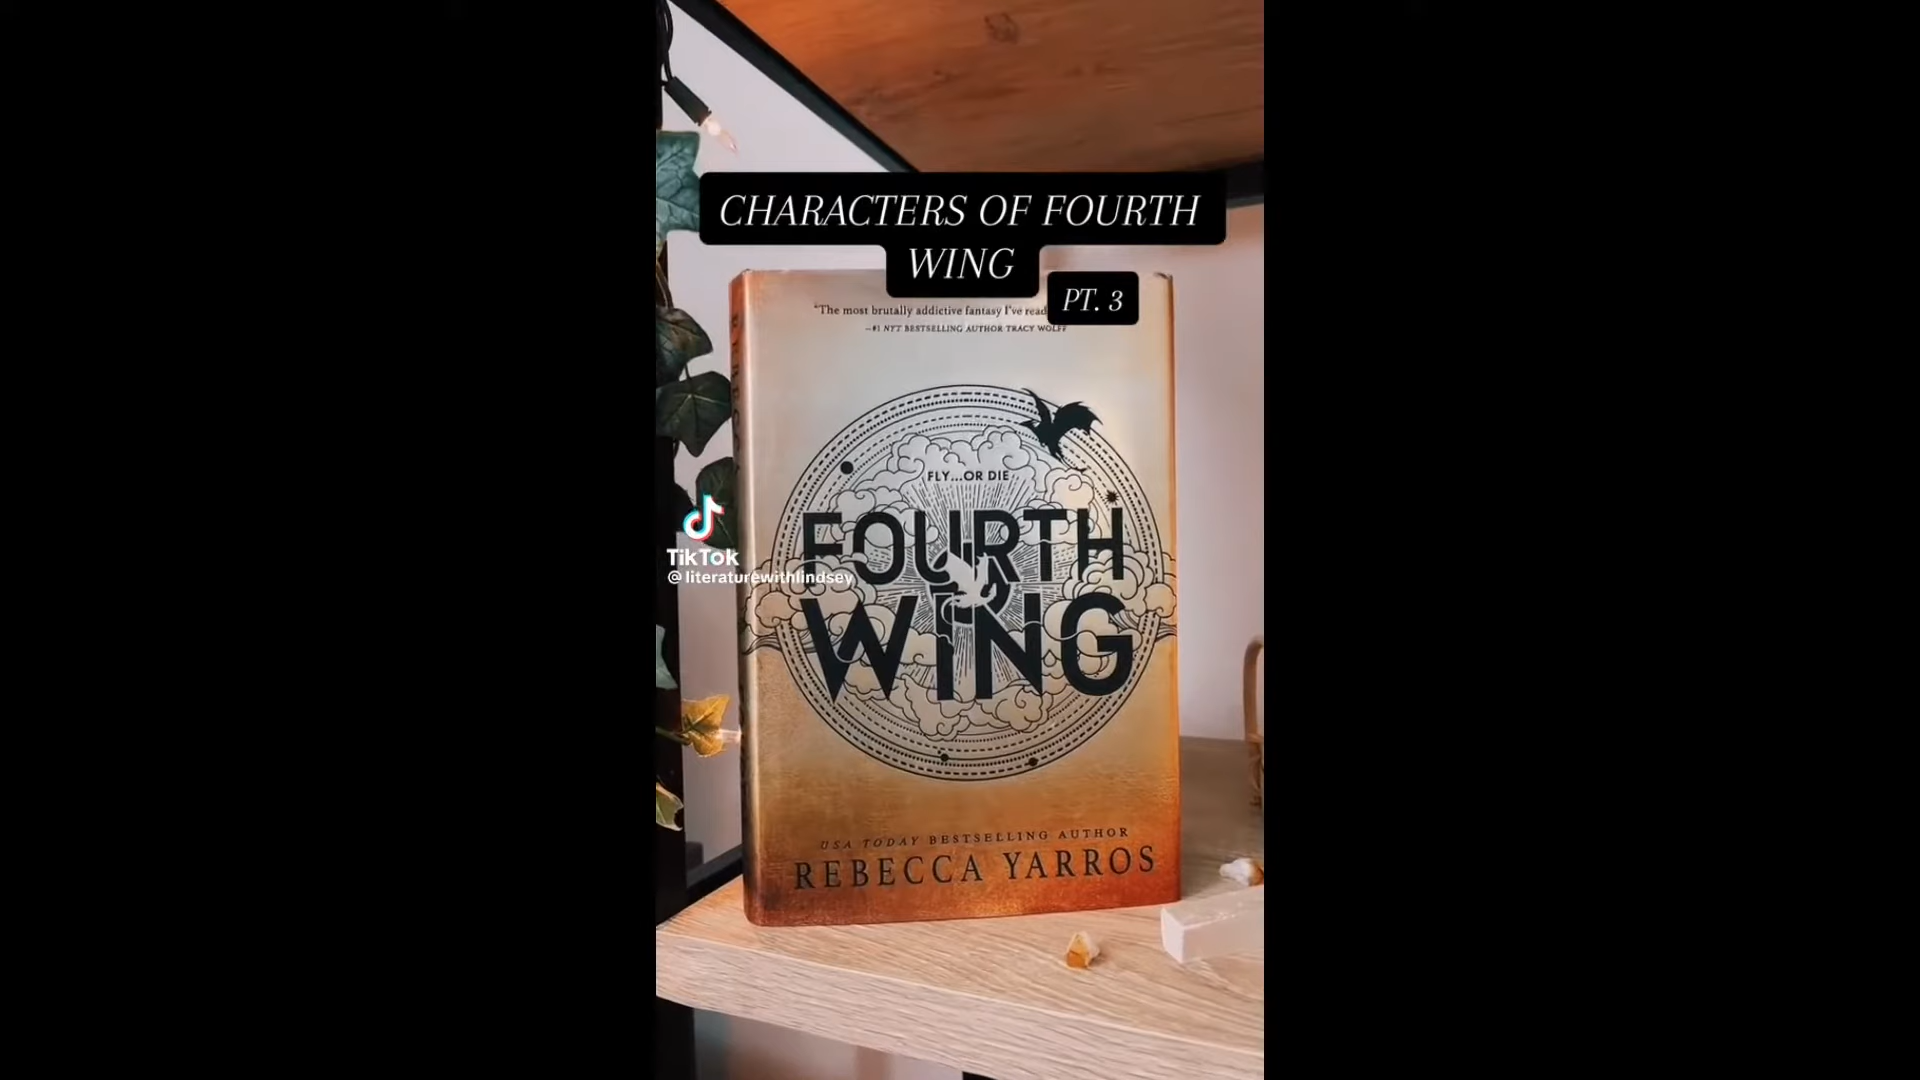 CHARACTERS OF FOURTH
WING
PT. 3
"The most brutally addictive fantasy I've read
—#1 NYT BESTSELLING AUTHOR TRACY WOLFF
FLY...OR DIE
FOURTH
WING
USA TODAY BESTSELLING AUTHOR
REBECCA YARROS
TikTok
@literaturewithlindsey